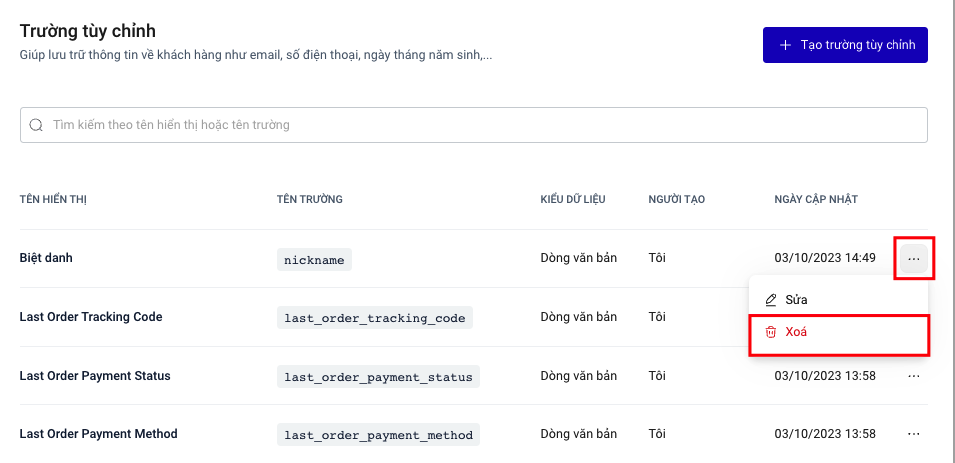 Trường tùy chỉnh
Giúp lưu trữ thông tin về khách hàng như email, số điện thoại, ngày tháng năm sinh,...
Tạo trường tùy chỉnh
Tìm kiếm theo tên hiển thị hoặc tên trường
TÊN HIỂN THỊ TÊN TRƯỜNG KIỂU DỮ LIỆU NGƯỜI TẠO NGÀY CẬP NHẬT
Biệt danh nickname Dòng văn bản Tôi 03/10/2023 14:49 ...
Sửa
Last Order Tracking Code last_order_tracking_code Dòng văn bản Tôi
Xoá
Last Order Payment Status last_order_payment_status Dòng văn bản Tôi 03/10/2023 13:58 ...
Last Order Payment Method last_order_payment_method Dòng văn bản Tôi 03/10/2023 13:58 ...